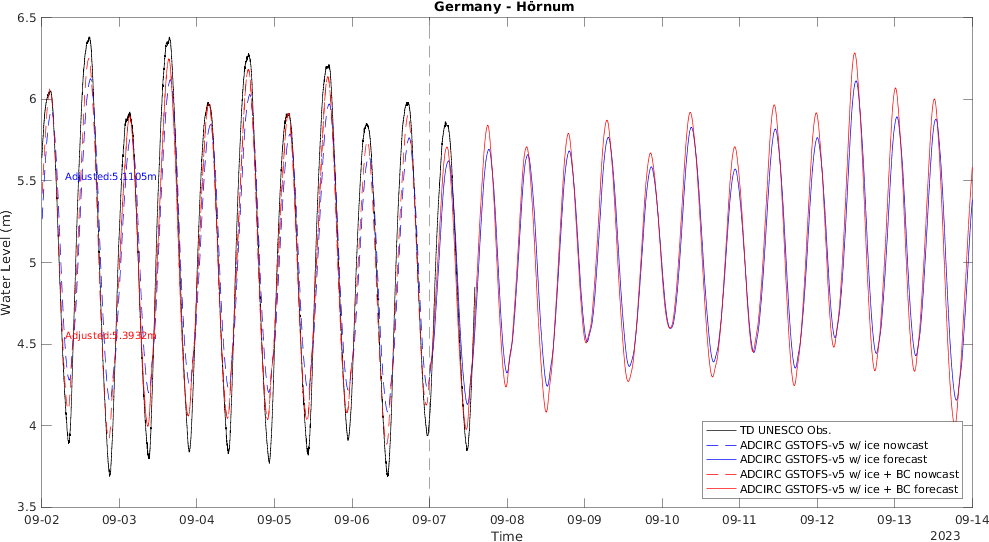 Germany - Hörnum
6.5
6
5.5
5
4.5
4
3.5
Water Level (m)
Adjusted:5.1105m
Adjusted:5.3932m
TD UNESCO Obs.
ADCIRC GSTOFS-v5 w/ ice nowcast
ADCIRC GSTOFS-v5 w/ ice forecast
ADCIRC GSTOFS-v5 w/ ice + BC nowcast
ADCIRC GSTOFS-v5 w/ ice + BC forecast
09-02 09-03 09-04 09-05 09-06 09-07 09-08 09-09 09-10 09-11 09-12 09-13 09-14
Time
2023